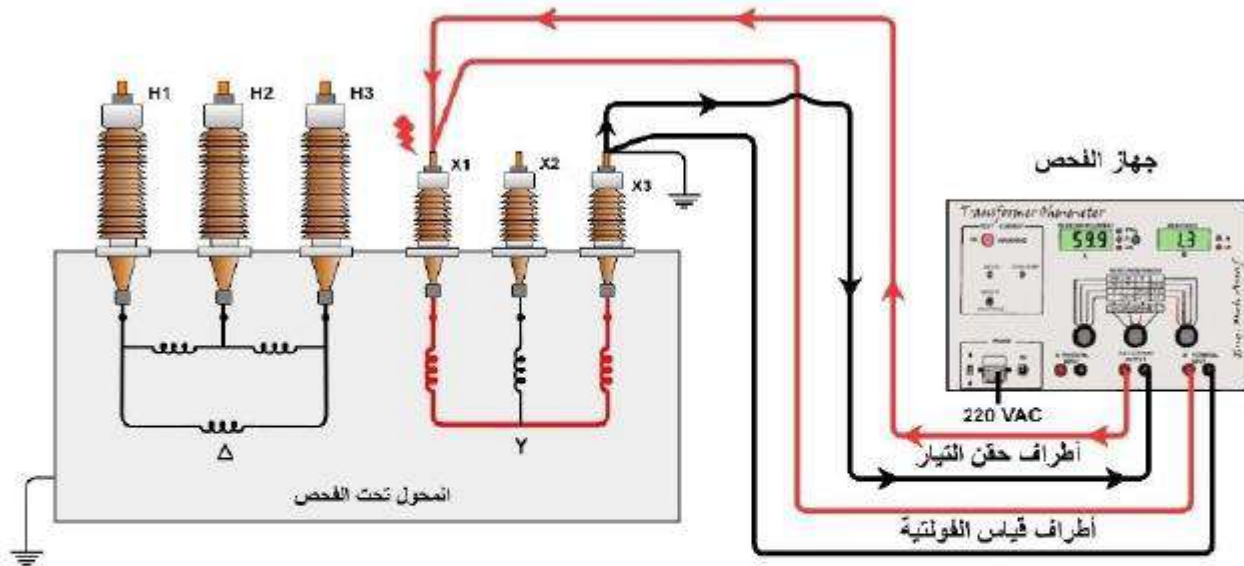 H1
H2
H3
X1
X2
X3
جهاز الفحص
Transformer Ohmmeter
59.9
1.3
220 VAC
أطراف حقن التيار
Δ
Y
المحول تحت الفحص
أطراف قياس الفولتية